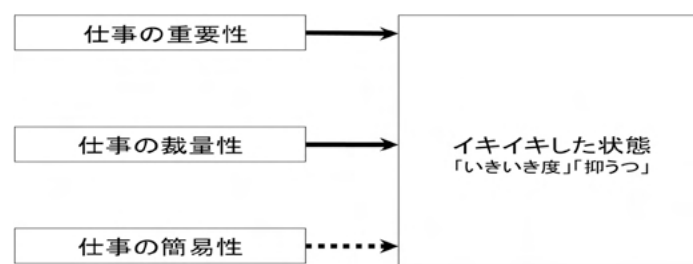 仕事の重要性
仕事の裁量性
イキイキした状態
「いきいき度」「抑うつ」
仕事の簡易性